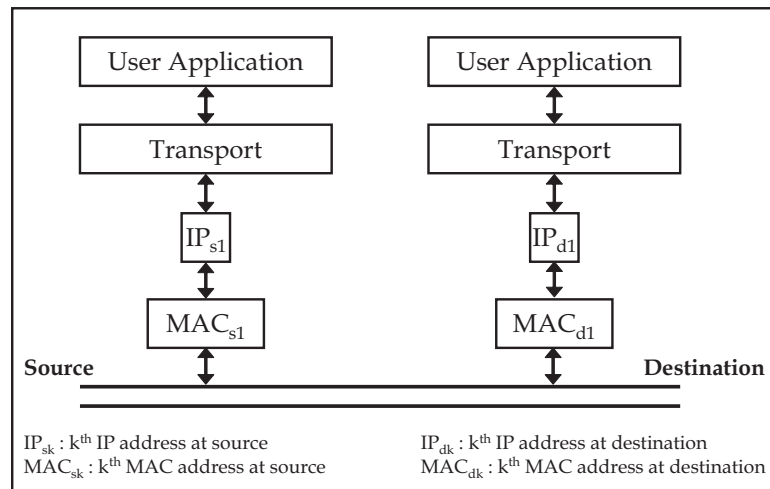 User Application User Application
Transport Transport
IPs1 IPd1
MACs1 MACd1
Source Destination
IPsk : kth IP address at source IPdk : kth IP address at destination
MACsk : kth MAC address at source MACdk : kth MAC address at destination